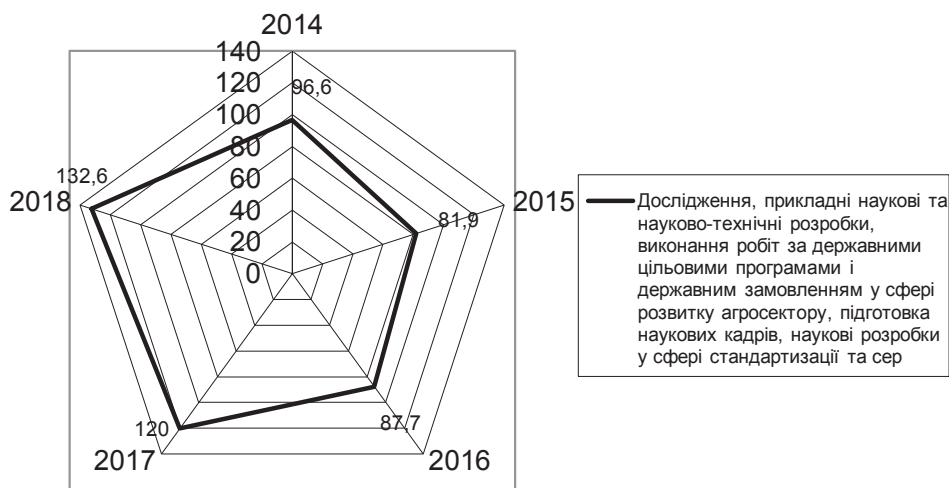 2014
140
120
100
80
60
40
20
0
96,6
132,6
2018
2015
81,9
Дослідження, прикладні наукові та
науково-технічні розробки,
виконання робіт за державними
цільовими програмами і
державним замовленням у сфері
розвитку агросектору, підготовка
наукових кадрів, наукові розробки
у сфері стандартизації та сер
120
87,7
2017
2016